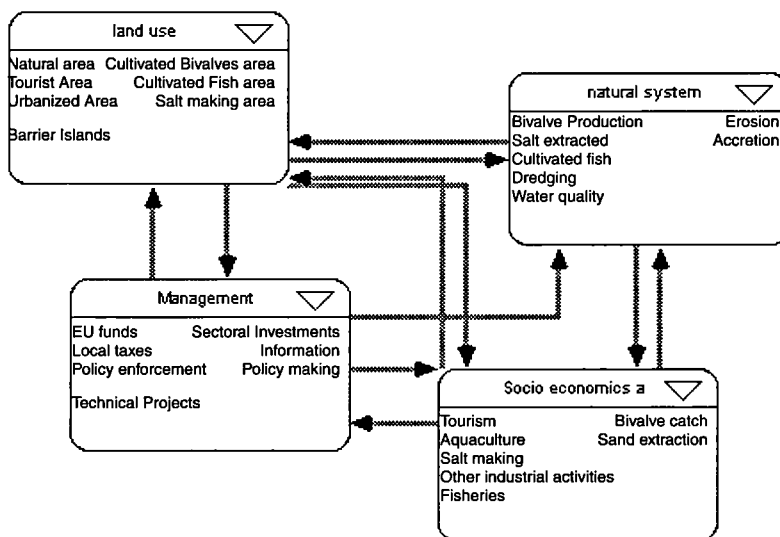 land use
Natural area Cultivated Bivalves area
Tourist Area Cultivated Fish area
Urbanized Area Salt making area
Barrier Islands
natural system
Bivalve Production Erosion
Salt extracted Accretion
Cultivated fish
Dredging
Water quality
Management
EU funds Sectoral Investments
Local taxes Information
Policy enforcement Policy making
Technical Projects
Socio economics a
Tourism Bivalve catch
Aquaculture Sand extraction
Salt making
Other industrial activities
Fisheries